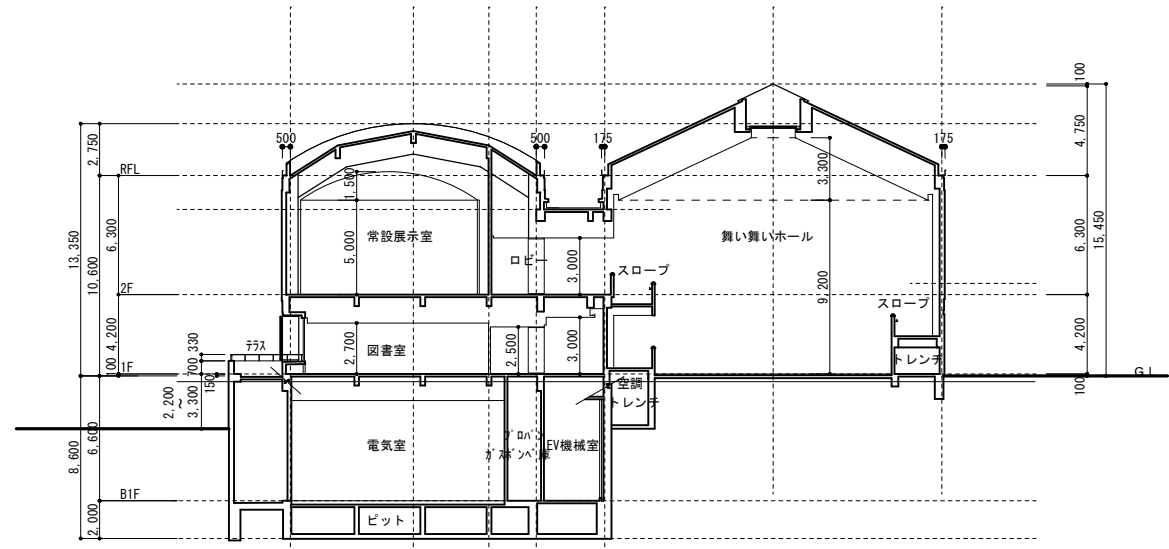 100
500
500
175
175
2,750
4,750
1,500
3,300
RFL
常設展示室
舞い舞いホール
ロビー
スロープ
13,350
10,600
6,300
5,000
3,000
9,200
6,300
15,450
2F
スロープ
テラス
図書室
トレンチ
330
4,200
700
100
150
2,700
2,500
3,000
4,200
1F
GL
100
空調
トレンチ
2,200
~
3,300
6,600
8,600
電気室
プロパン
ガスボンベ庫
EV機械室
B1F
2,000
ピット